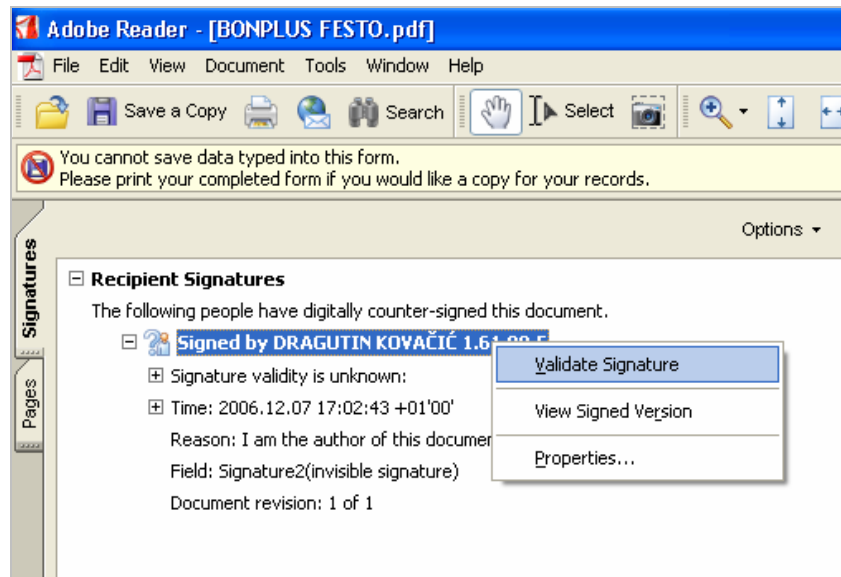 Adobe Reader - [BONPLUS FESTO.pdf]
File Edit View Document Tools Window Help
Save a Copy Search Select
You cannot save data typed into this form.
Please print your completed form if you would like a copy for your records.
Options
Signatures
Pages
Recipient Signatures
The following people have digitally counter-signed this document.
Signed by DRAGUTIN KOVAČIĆ
Signature validity is unknown:
Time: 2006.12.07 17:02:43 +01'00'
Reason: I am the author of this documen
Field: Signature2(invisible signature)
Document revision: 1 of 1
Validate Signature
View Signed Version
Properties...